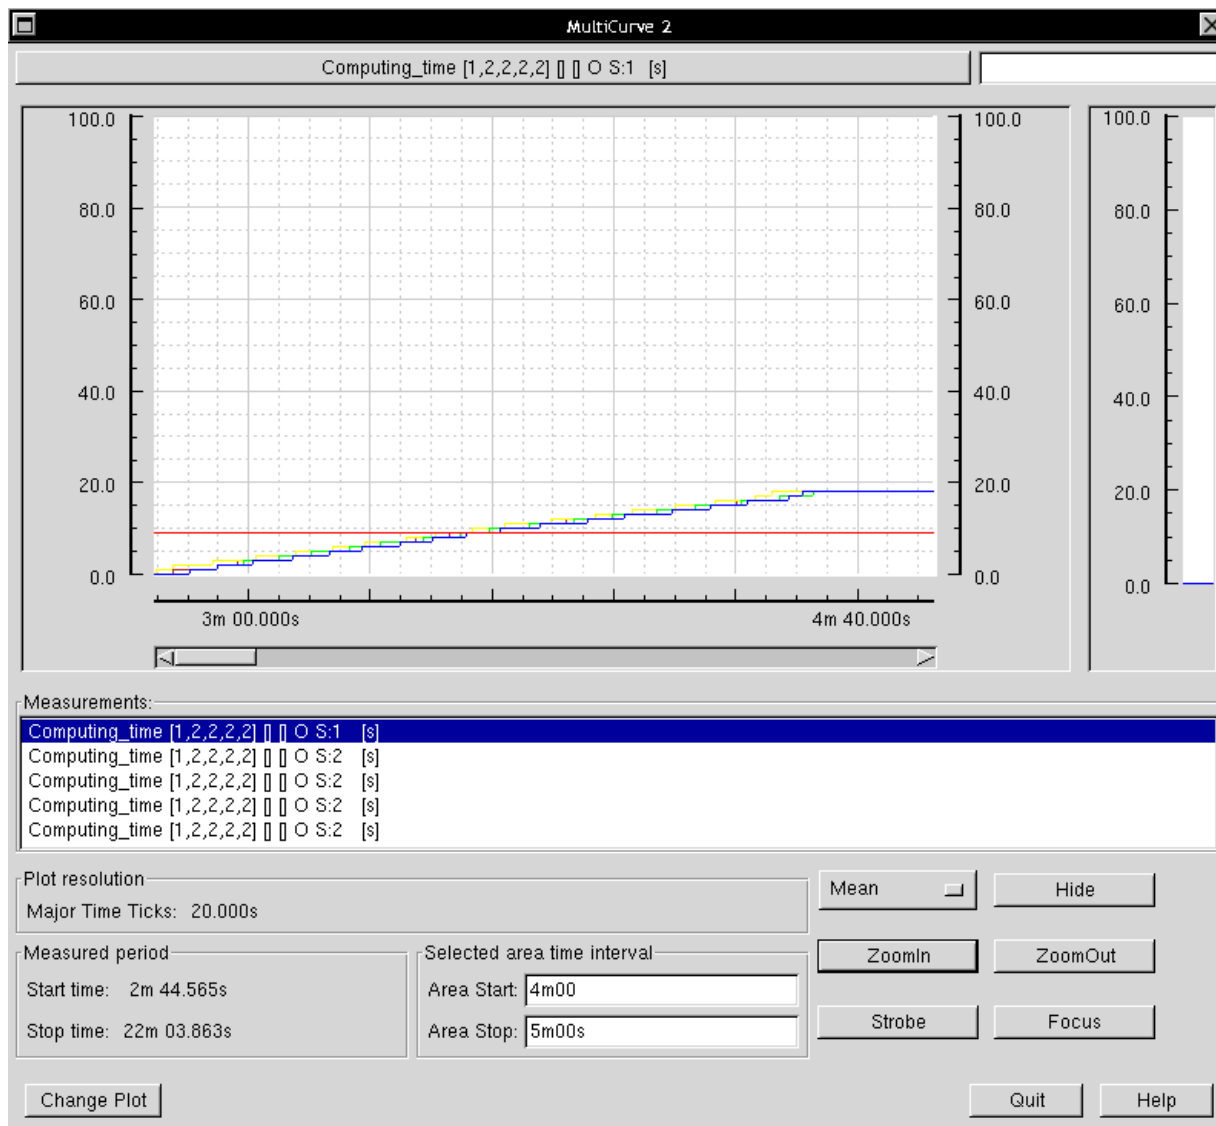 MultiCurve 2
Computing_time [1,2,2,2,2] [] [] O S:1 [s]
100.0 100.0 100.0
80.0 80.0 80.0
60.0 60.0 60.0
40.0 40.0 40.0
20.0 20.0 20.0
0.0 0.0 0.0
3m 00.000s 4m 40.000s
Measurements:
Computing_time [1,2,2,2,2] [] [] O S:1 [s]
Computing_time [1,2,2,2,2] [] [] O S:2 [s]
Computing_time [1,2,2,2,2] [] [] O S:2 [s]
Computing_time [1,2,2,2,2] [] [] O S:2 [s]
Computing_time [1,2,2,2,2] [] [] O S:2 [s]
Plot resolution
Major Time Ticks: 20.000s
Mean Hide
Measured period
Start time: 2m 44.565s
Stop time: 22m 03.863s
Selected area time interval
Area Start: 4m00
Area Stop: 5m00s
ZoomIn ZoomOut
Strobe Focus
Change Plot Quit Help